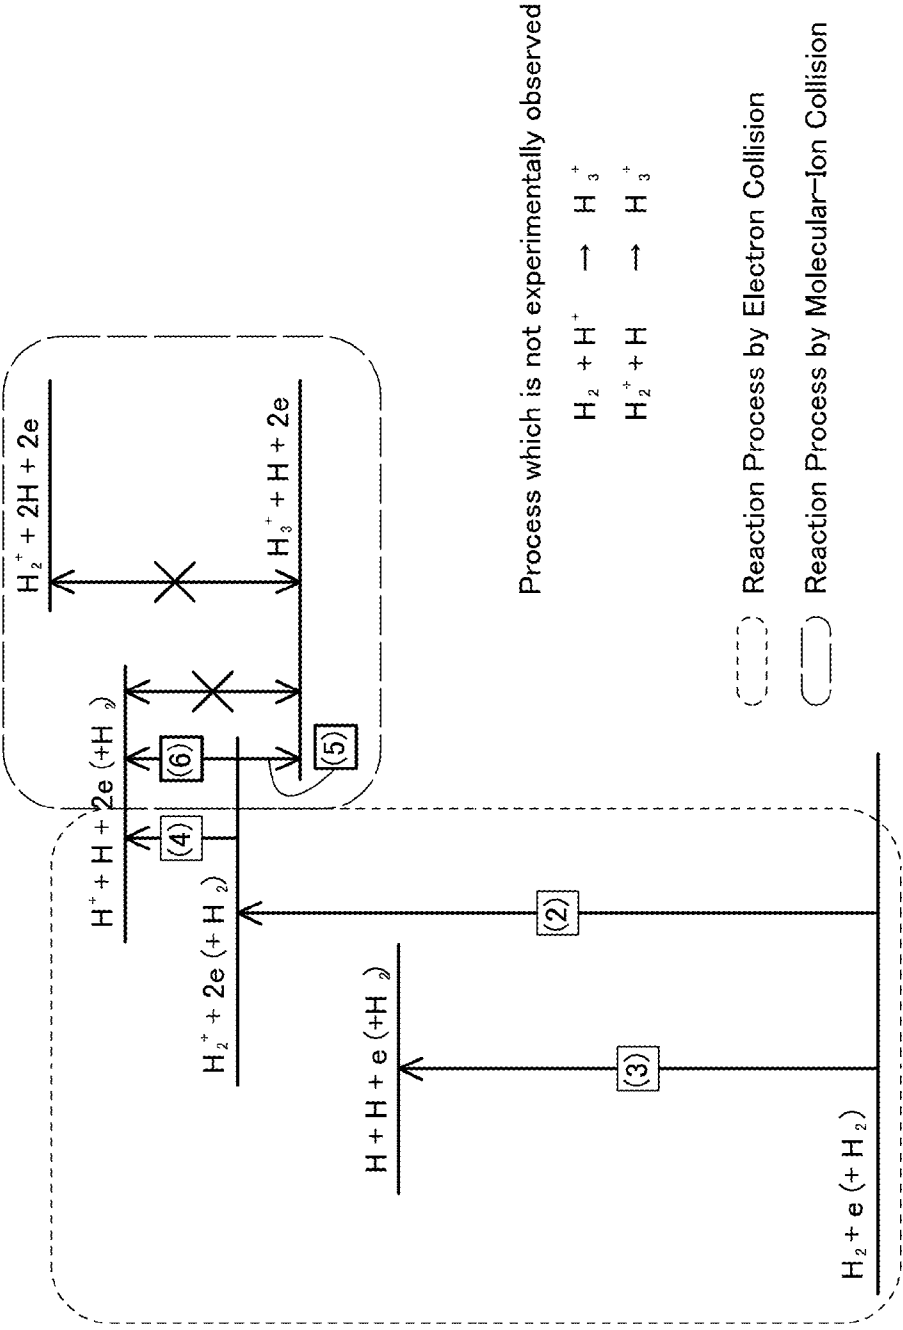 H₂⁺ + 2H + 2e
H⁺ + H + 2e (+H₂)
(6)
(4)
H₃⁺ + H + 2e
(5)
H₂⁺ + 2e (+ H₂)
H + H + e (+H₂)
(2)
(3)
H₂ + e (+ H₂)
Process which is not experimentally observed
H₂ + H⁺ → H₃⁺
H₂⁺ + H → H₃⁺
Reaction Process by Electron Collision
Reaction Process by Molecular-Ion Collision